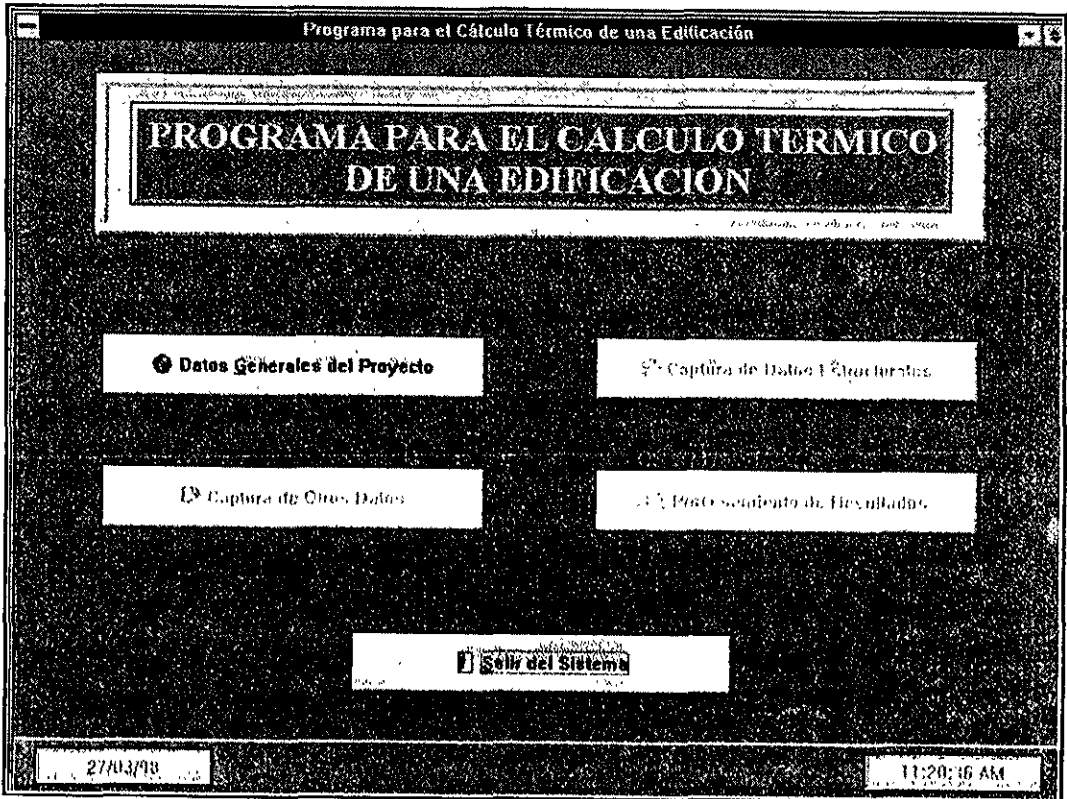 Programa para el Cálculo Térmico de una Edificación
PROGRAMA PARA EL CALCULO TERMICO
DE UNA EDIFICACION
Datos Generales del Proyecto
Captura de Datos Estructurales
Captura de Otros Datos
Procesamiento de Resultados
Salir del Sistema
27/03/98
11:20:36 AM